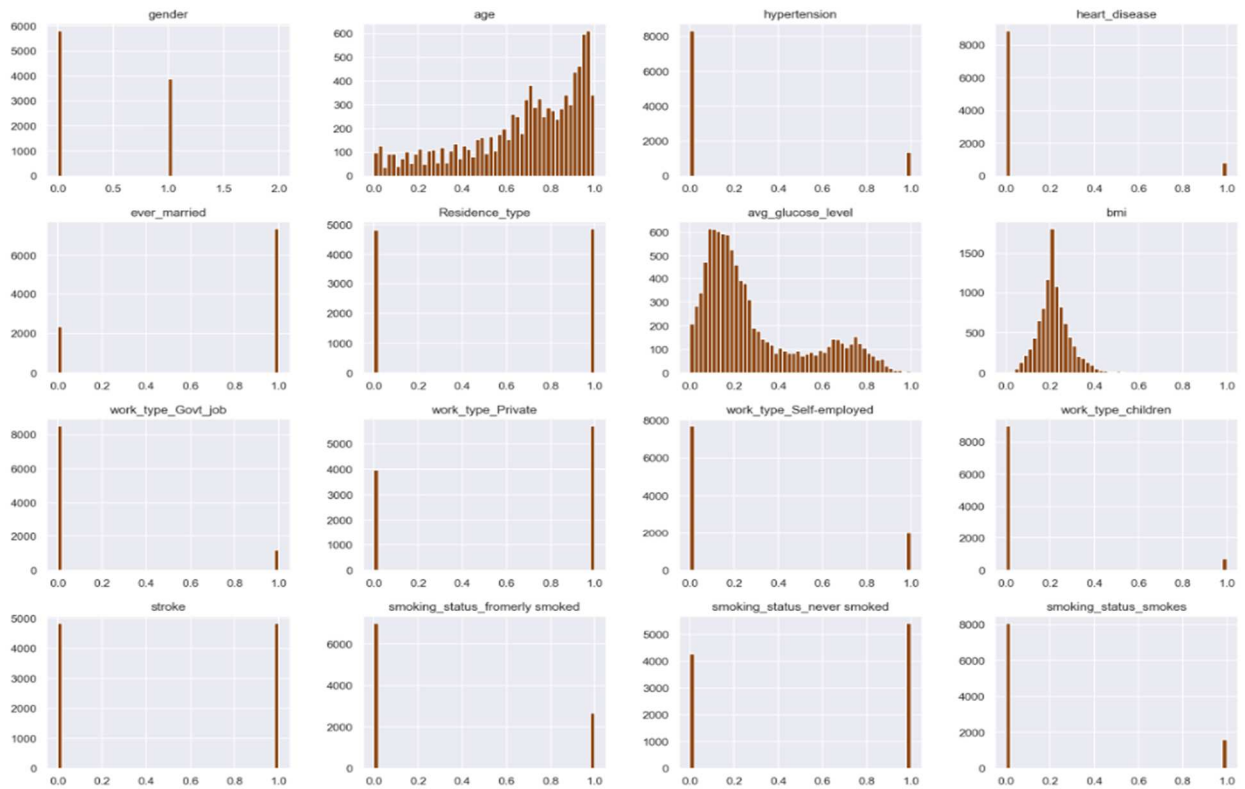 gender
6000
5000
4000
3000
2000
1000
0
0.0 0.5 1.0 1.5 2.0
age
600
500
400
300
200
100
0
0.0 0.2 0.4 0.6 0.8 1.0
hypertension
8000
6000
4000
2000
0
0.0 0.2 0.4 0.6 0.8 1.0
heart_disease
8000
6000
4000
2000
0
0.0 0.2 0.4 0.6 0.8 1.0
ever_married
6000
4000
2000
0
0.0 0.2 0.4 0.6 0.8 1.0
Residence_type
5000
4000
3000
2000
1000
0
0.0 0.2 0.4 0.6 0.8 1.0
avg_glucose_level
600
500
400
300
200
100
0
0.0 0.2 0.4 0.6 0.8 1.0
bmi
1500
1000
500
0
0.0 0.2 0.4 0.6 0.8 1.0
work_type_Govt_job
8000
6000
4000
2000
0
0.0 0.2 0.4 0.6 0.8 1.0
work_type_Private
5000
4000
3000
2000
1000
0
0.0 0.2 0.4 0.6 0.8 1.0
work_type_Self-employed
8000
6000
4000
2000
0
0.0 0.2 0.4 0.6 0.8 1.0
work_type_children
8000
6000
4000
2000
0
0.0 0.2 0.4 0.6 0.8 1.0
stroke
5000
4000
3000
2000
1000
0
0.0 0.2 0.4 0.6 0.8 1.0
smoking_status_fromerly smoked
6000
4000
2000
0
0.0 0.2 0.4 0.6 0.8 1.0
smoking_status_never smoked
5000
4000
3000
2000
1000
0
0.0 0.2 0.4 0.6 0.8 1.0
smoking_status_smokes
8000
6000
4000
2000
0
0.0 0.2 0.4 0.6 0.8 1.0